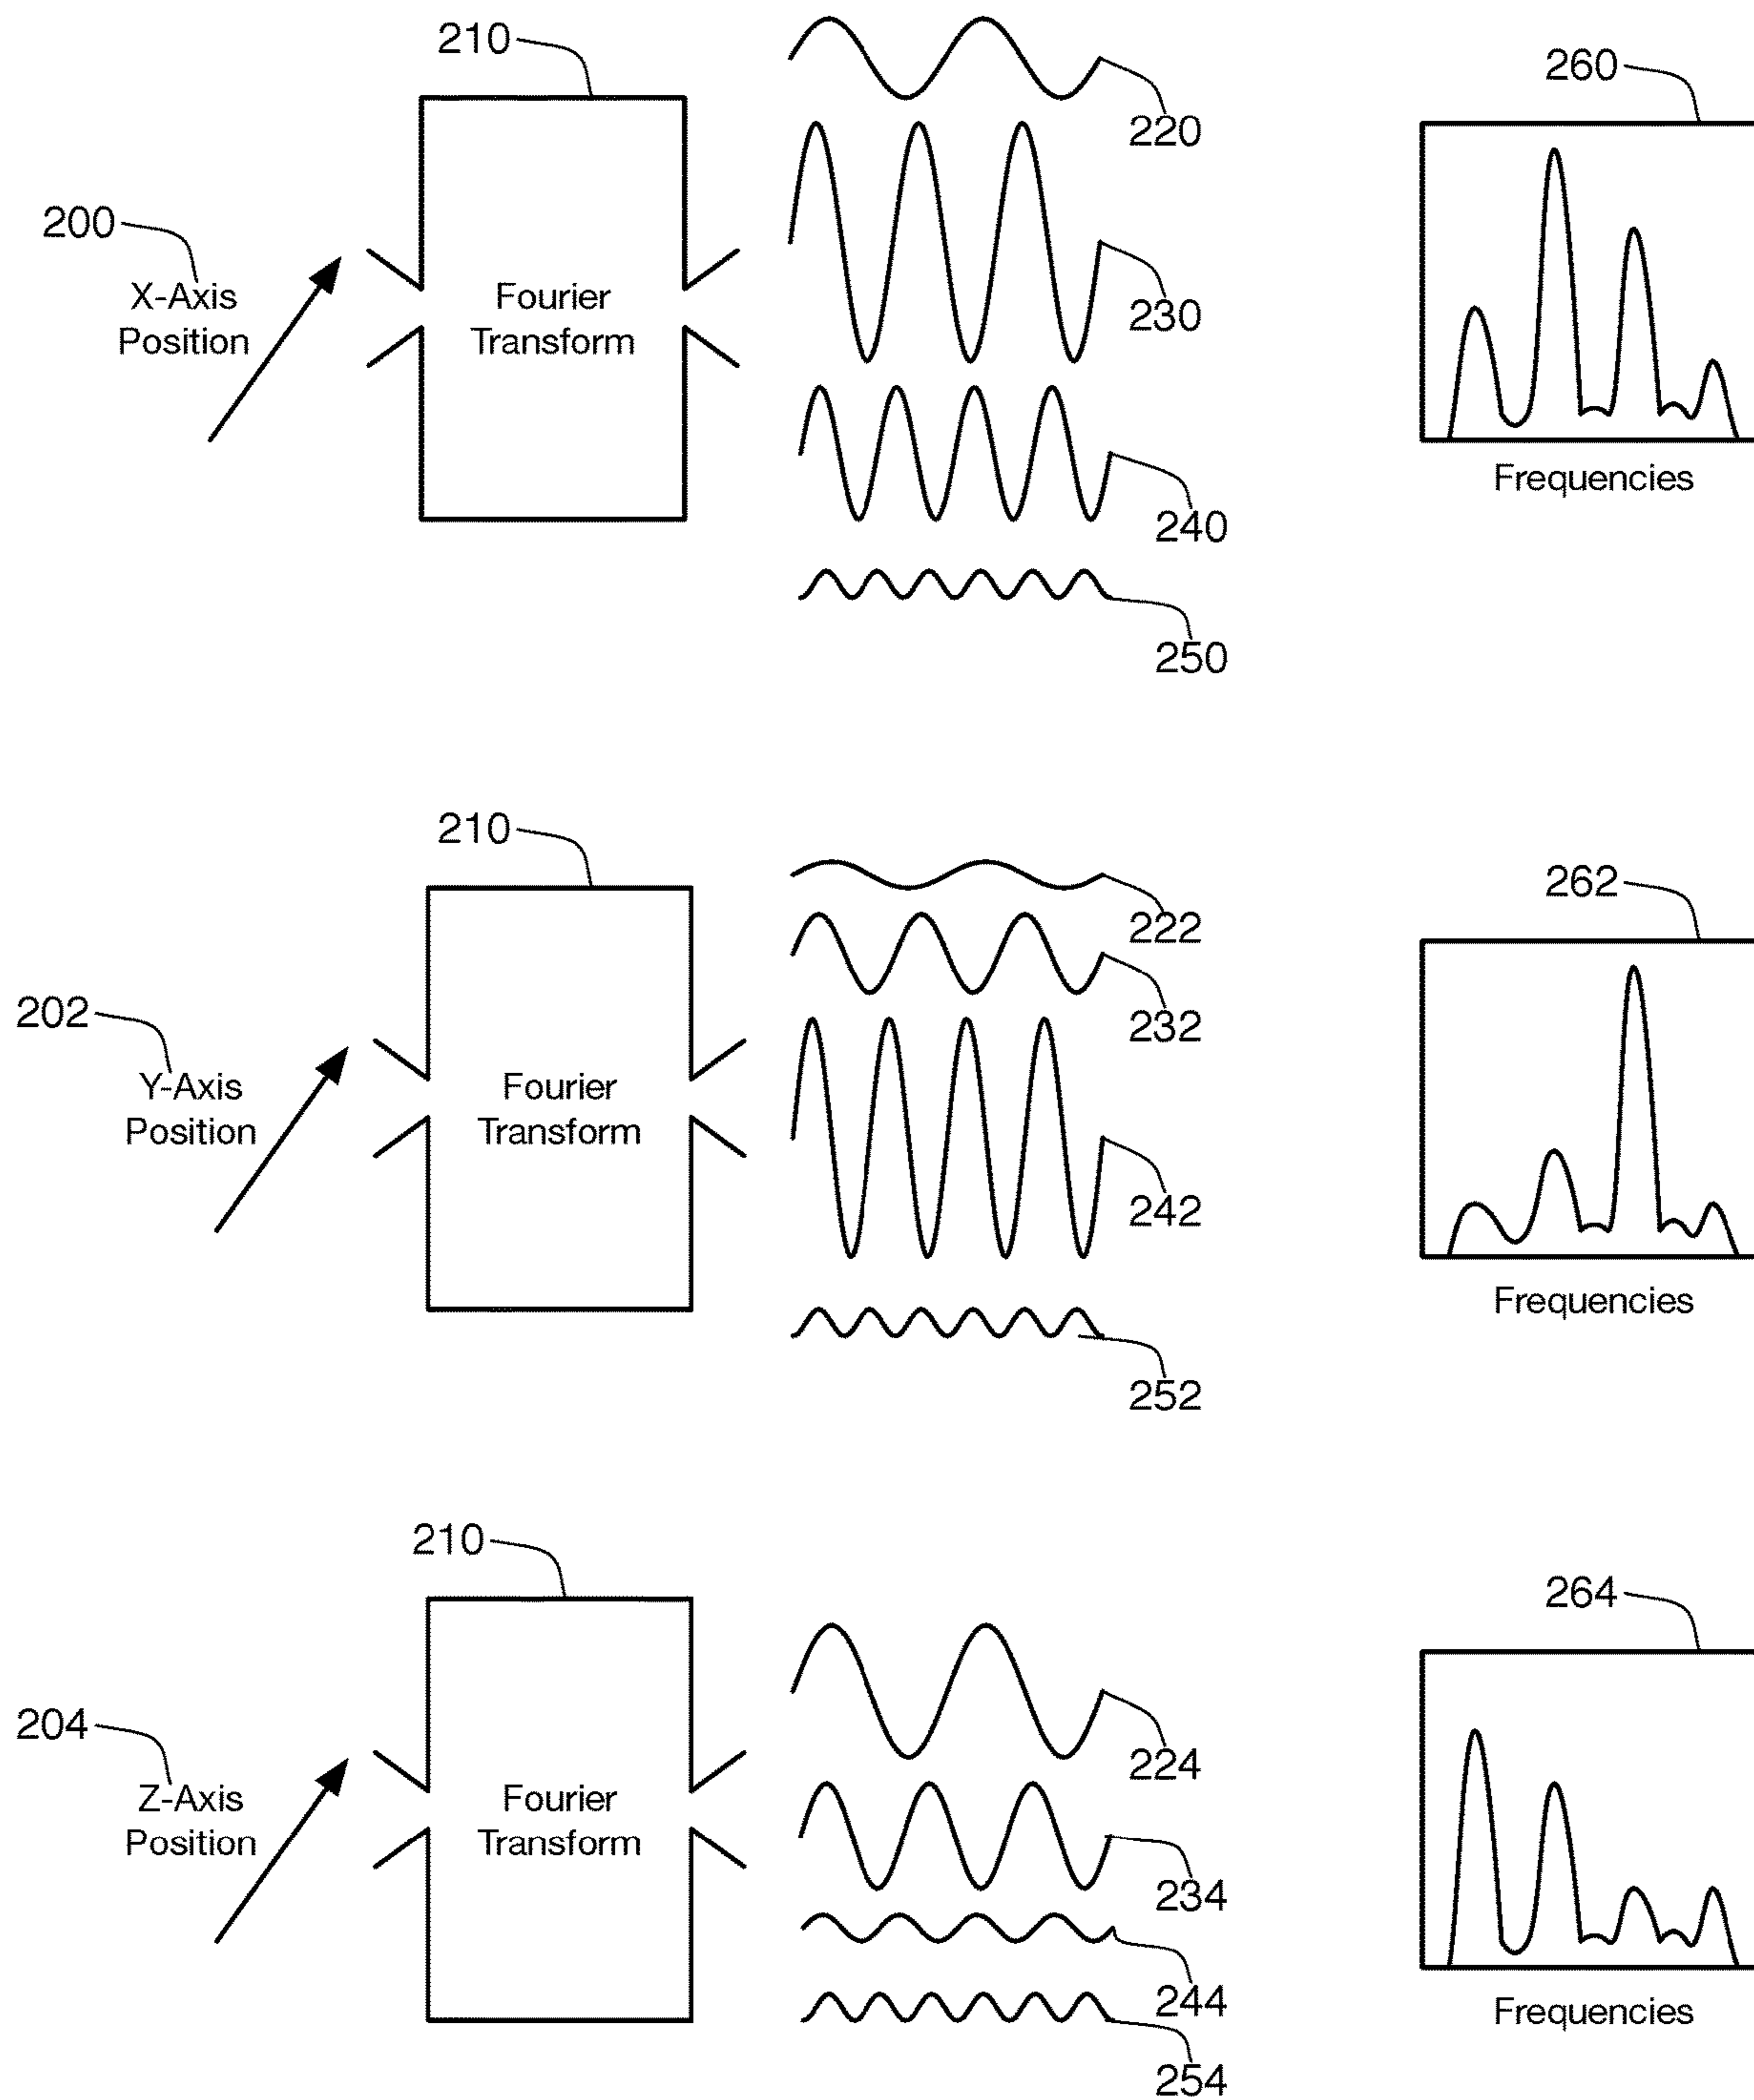 210
220
260
200
X-Axis
Position
Fourier
Transform
230
Frequencies
240
250
210
222
262
202
232
Y-Axis
Position
Fourier
Transform
242
Frequencies
252
210
264
204
224
Z-Axis
Position
Fourier
Transform
234
244
Frequencies
254